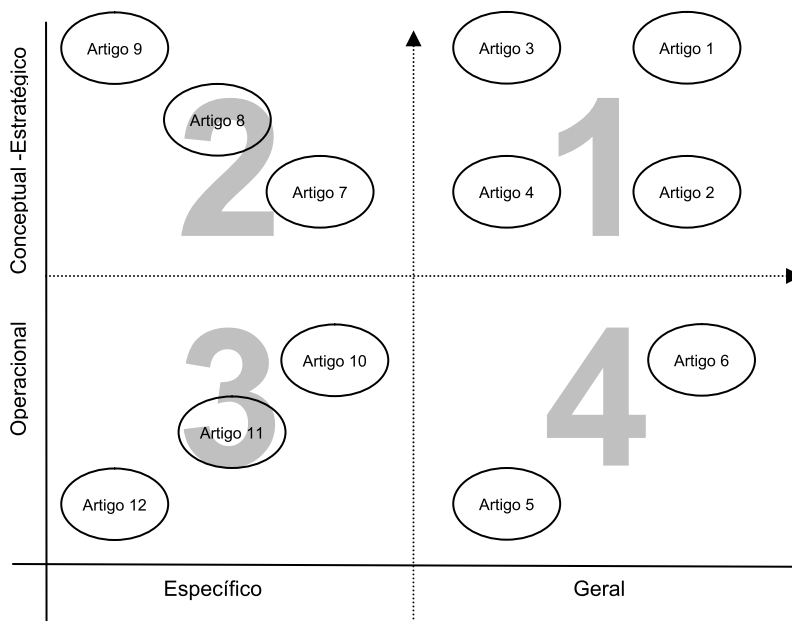 Artigo 9
Artigo 3
Artigo 1
Artigo 8
2
1
Artigo 7
Artigo 4
Artigo 2
Conceptual -Estratégico
Artigo 10
Artigo 6
3
4
Artigo 11
Artigo 12
Artigo 5
Operacional
Específico
Geral